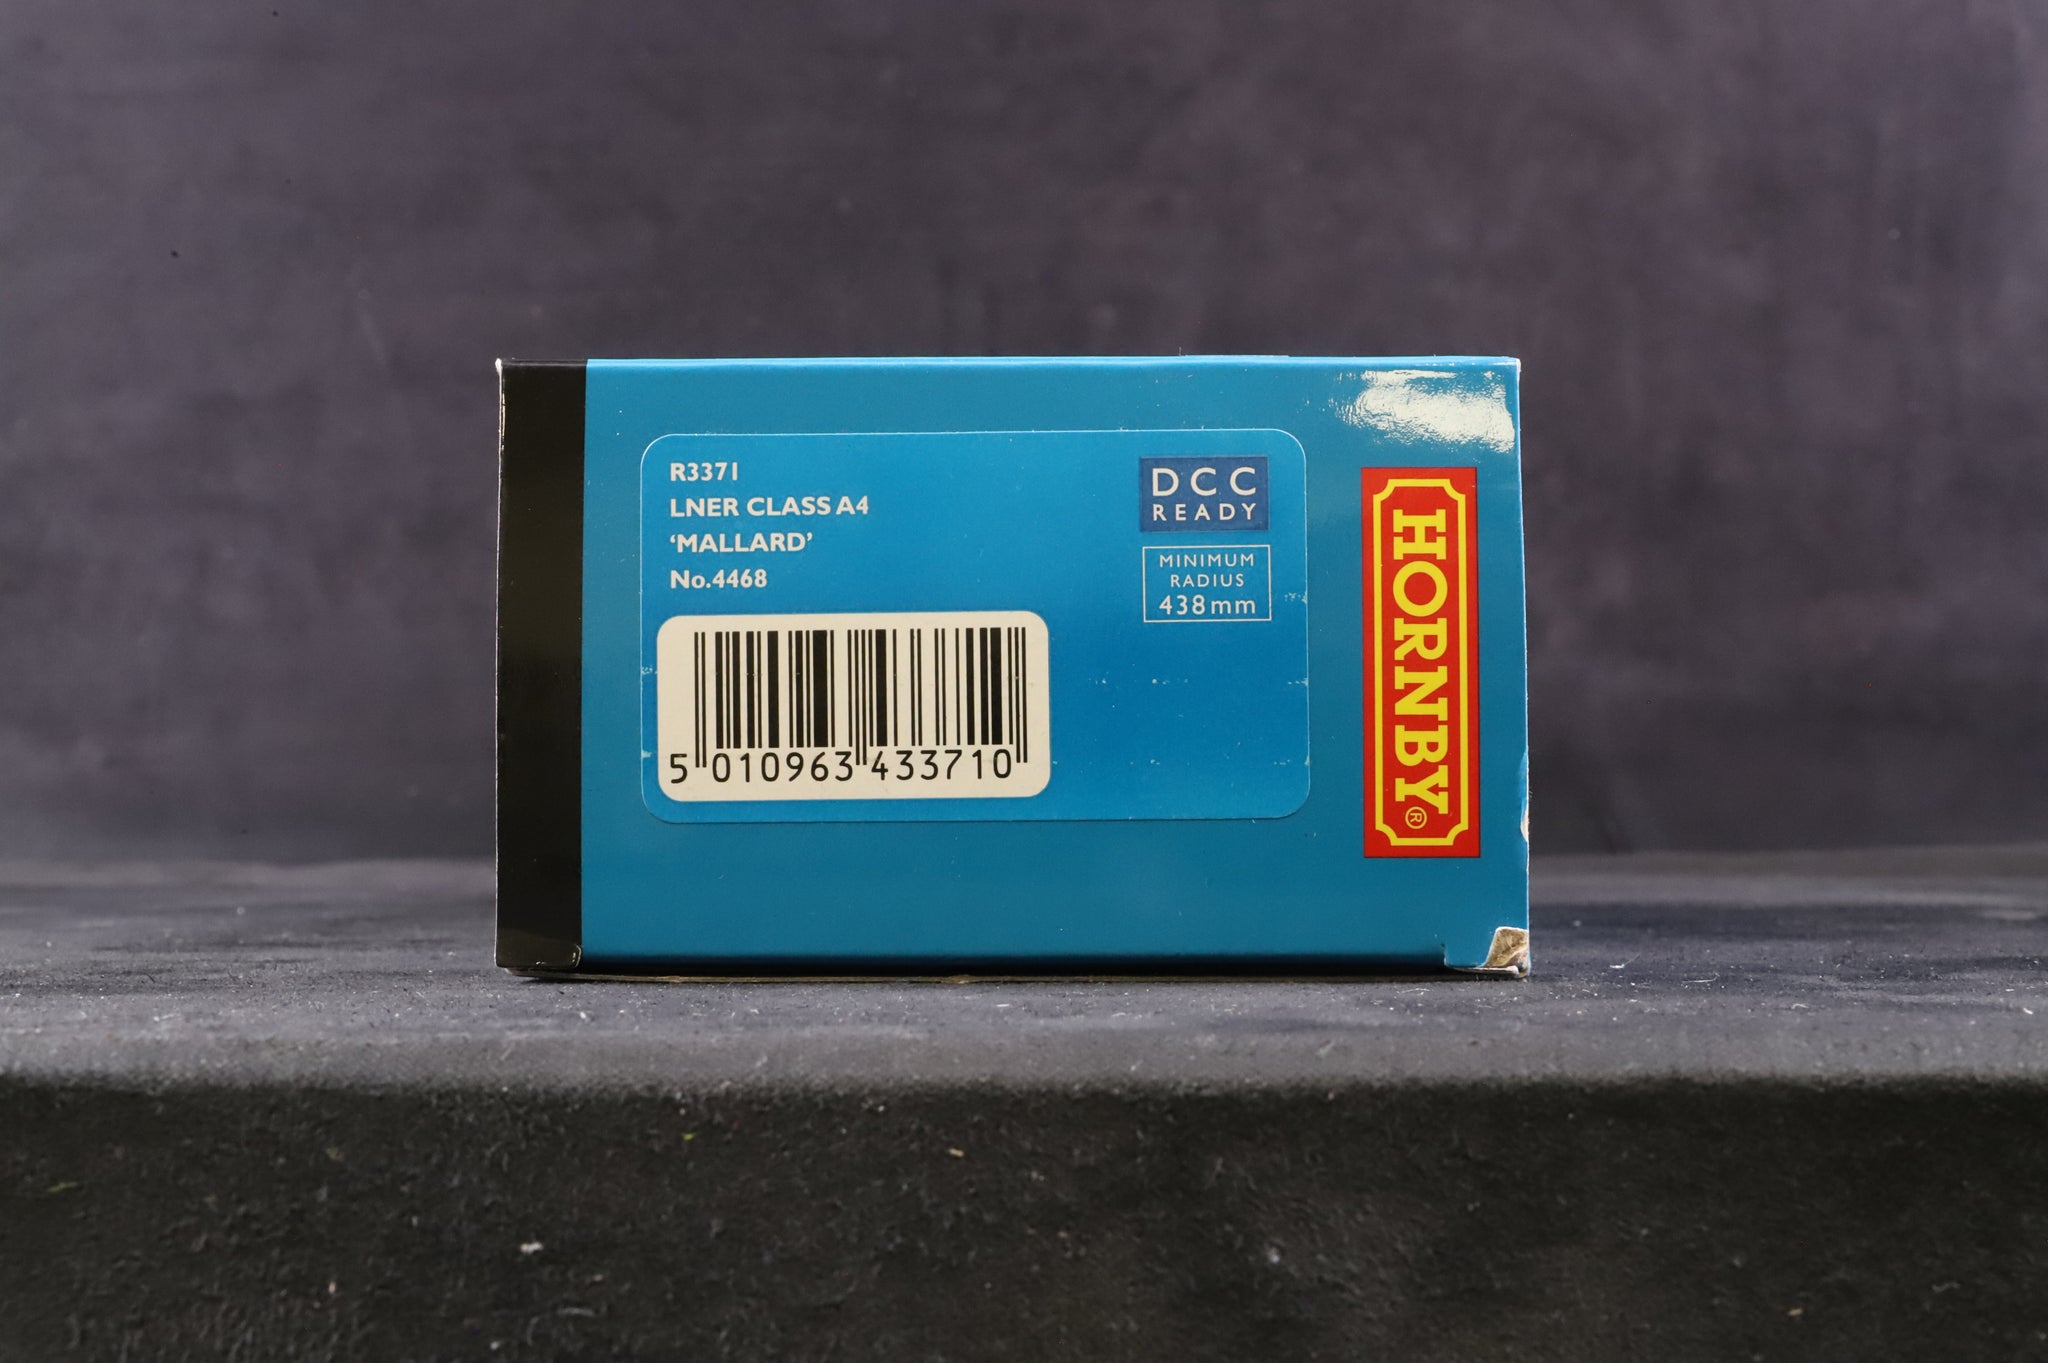 R3371
LNER CLASS A4
‘MALLARD’
No.4468
DCC
READY
MINIMUM
RADIUS
438mm
5 010963 433710
HORNBY®